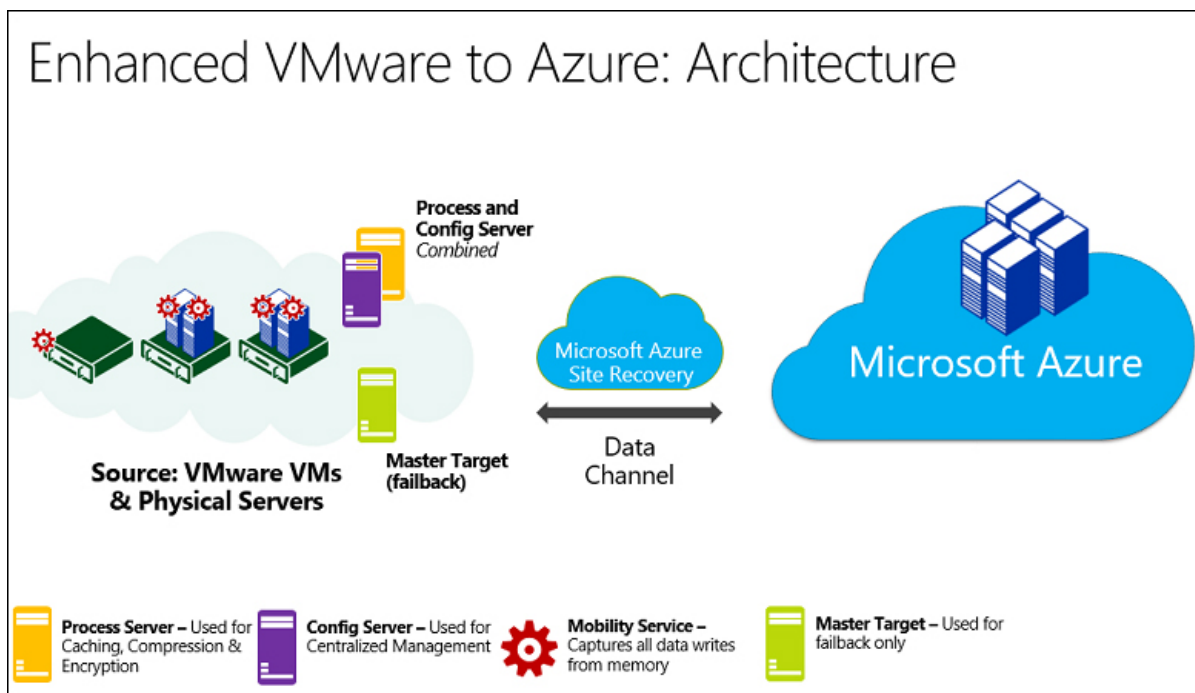 Enhanced VMware to Azure: Architecture
Process and
Config Server
Combined
Microsoft Azure
Site Recovery
Microsoft Azure
Data
Channel
Master Target
(failback)
Source: VMware VMs
& Physical Servers
Process Server – Used for
Caching, Compression &
Encryption
Config Server – Used for
Centralized Management
Mobility Service –
Captures all data writes
from memory
Master Target – Used for
failback only